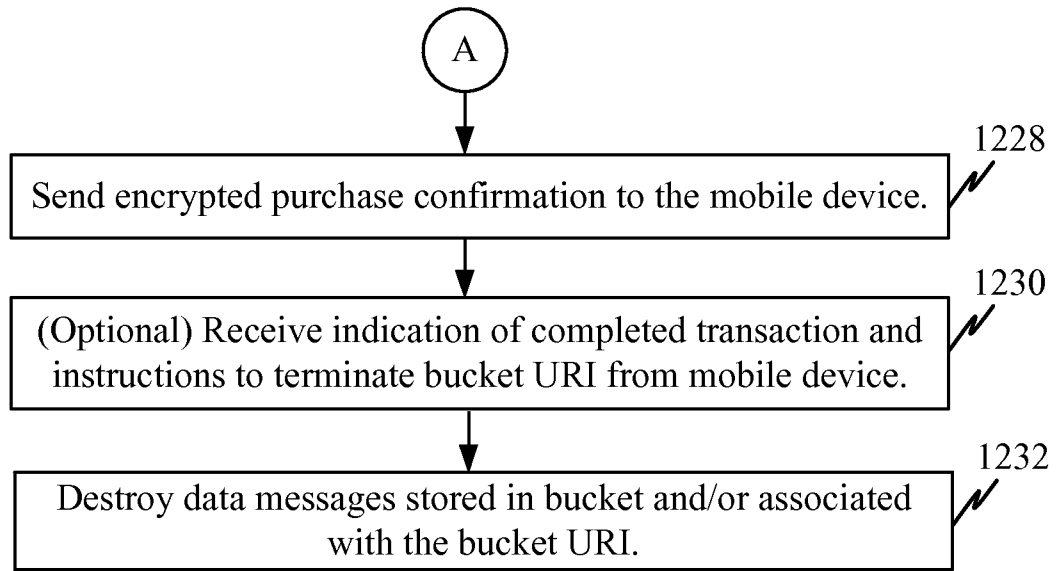 A
1228
Send encrypted purchase confirmation to the mobile device.
1230
(Optional) Receive indication of completed transaction and
instructions to terminate bucket URI from mobile device.
1232
Destroy data messages stored in bucket and/or associated
with the bucket URI.